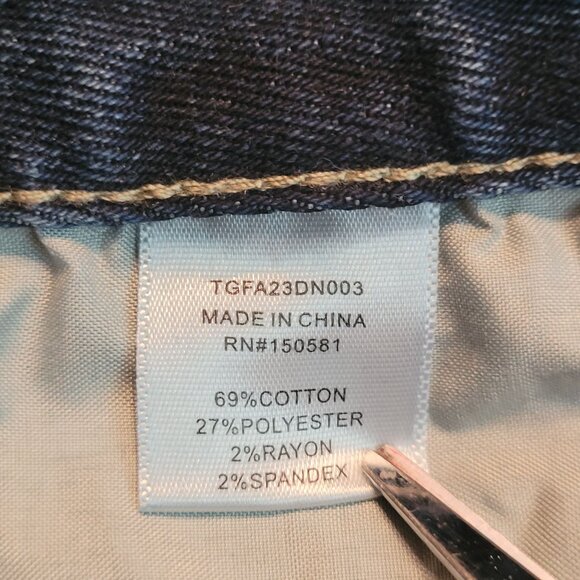 TGFA23DN003
MADE IN CHINA
RN#150581
69%COTTON
27%POLYESTER
2%RAYON
2%SPANDEX